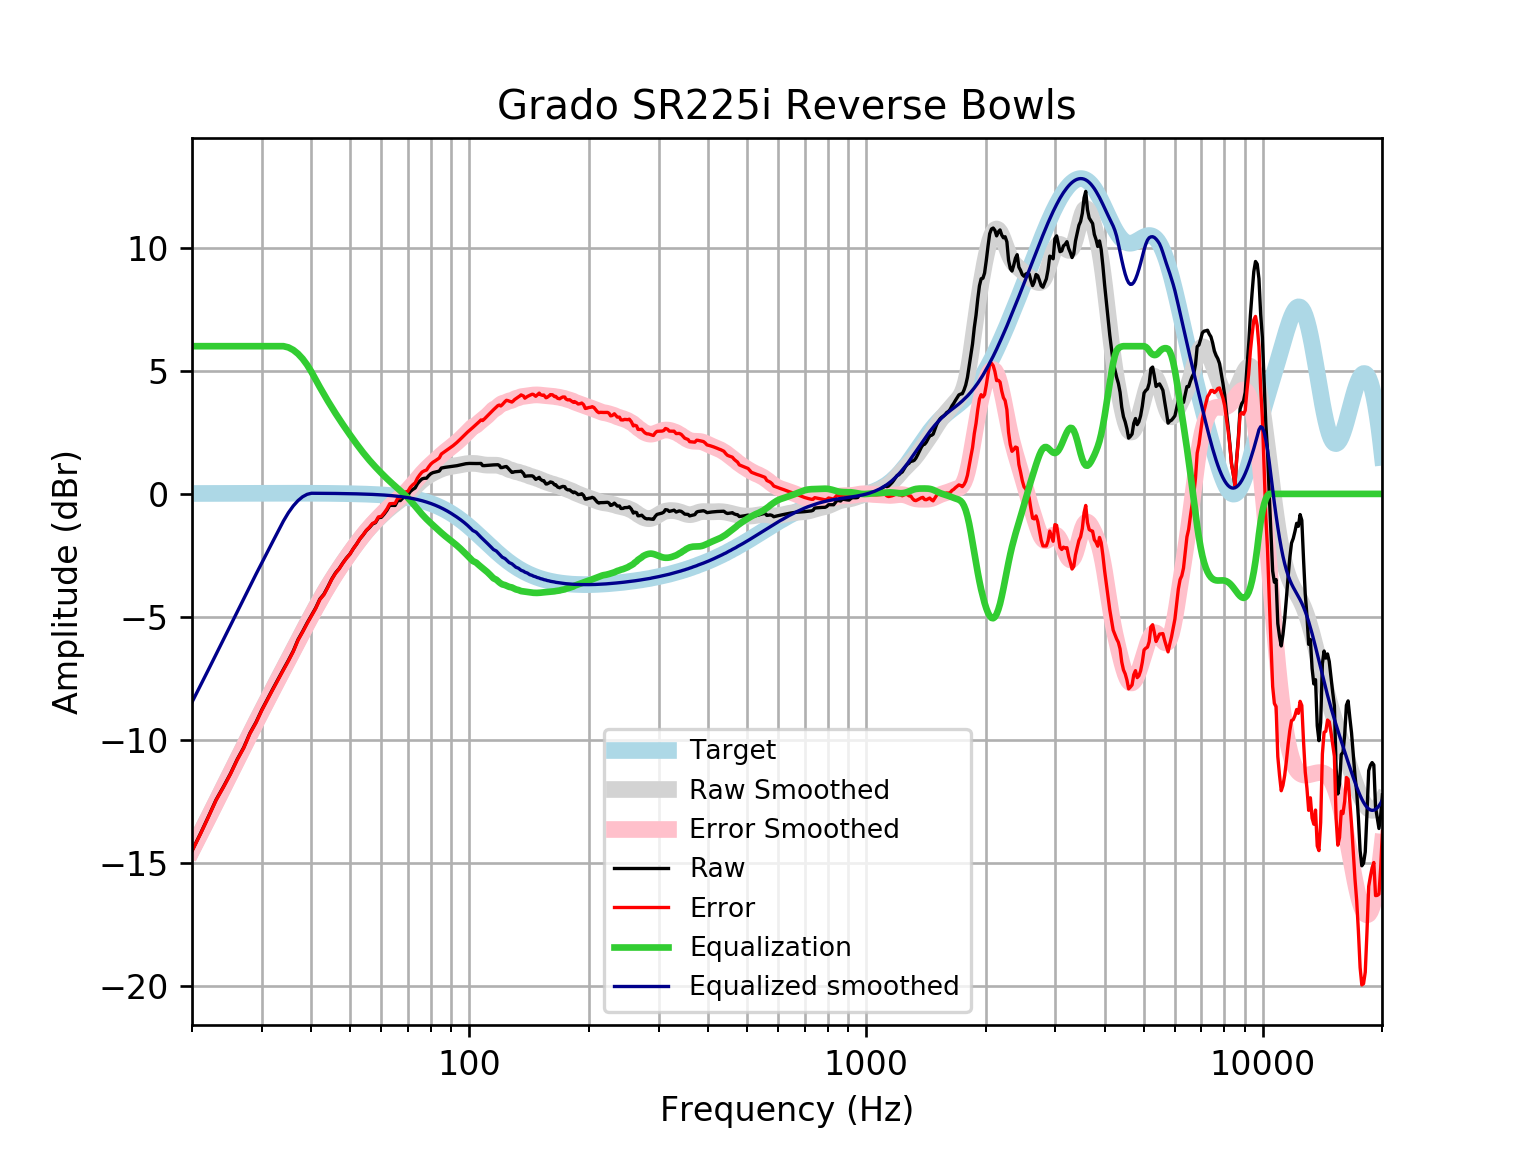 Grado SR225i Reverse Bowls
Amplitude (dBr)
10
5
0
−5
−10
−15
−20
Target
Raw Smoothed
Error Smoothed
Raw
Error
Equalization
Equalized smoothed
100
1000
10000
Frequency (Hz)